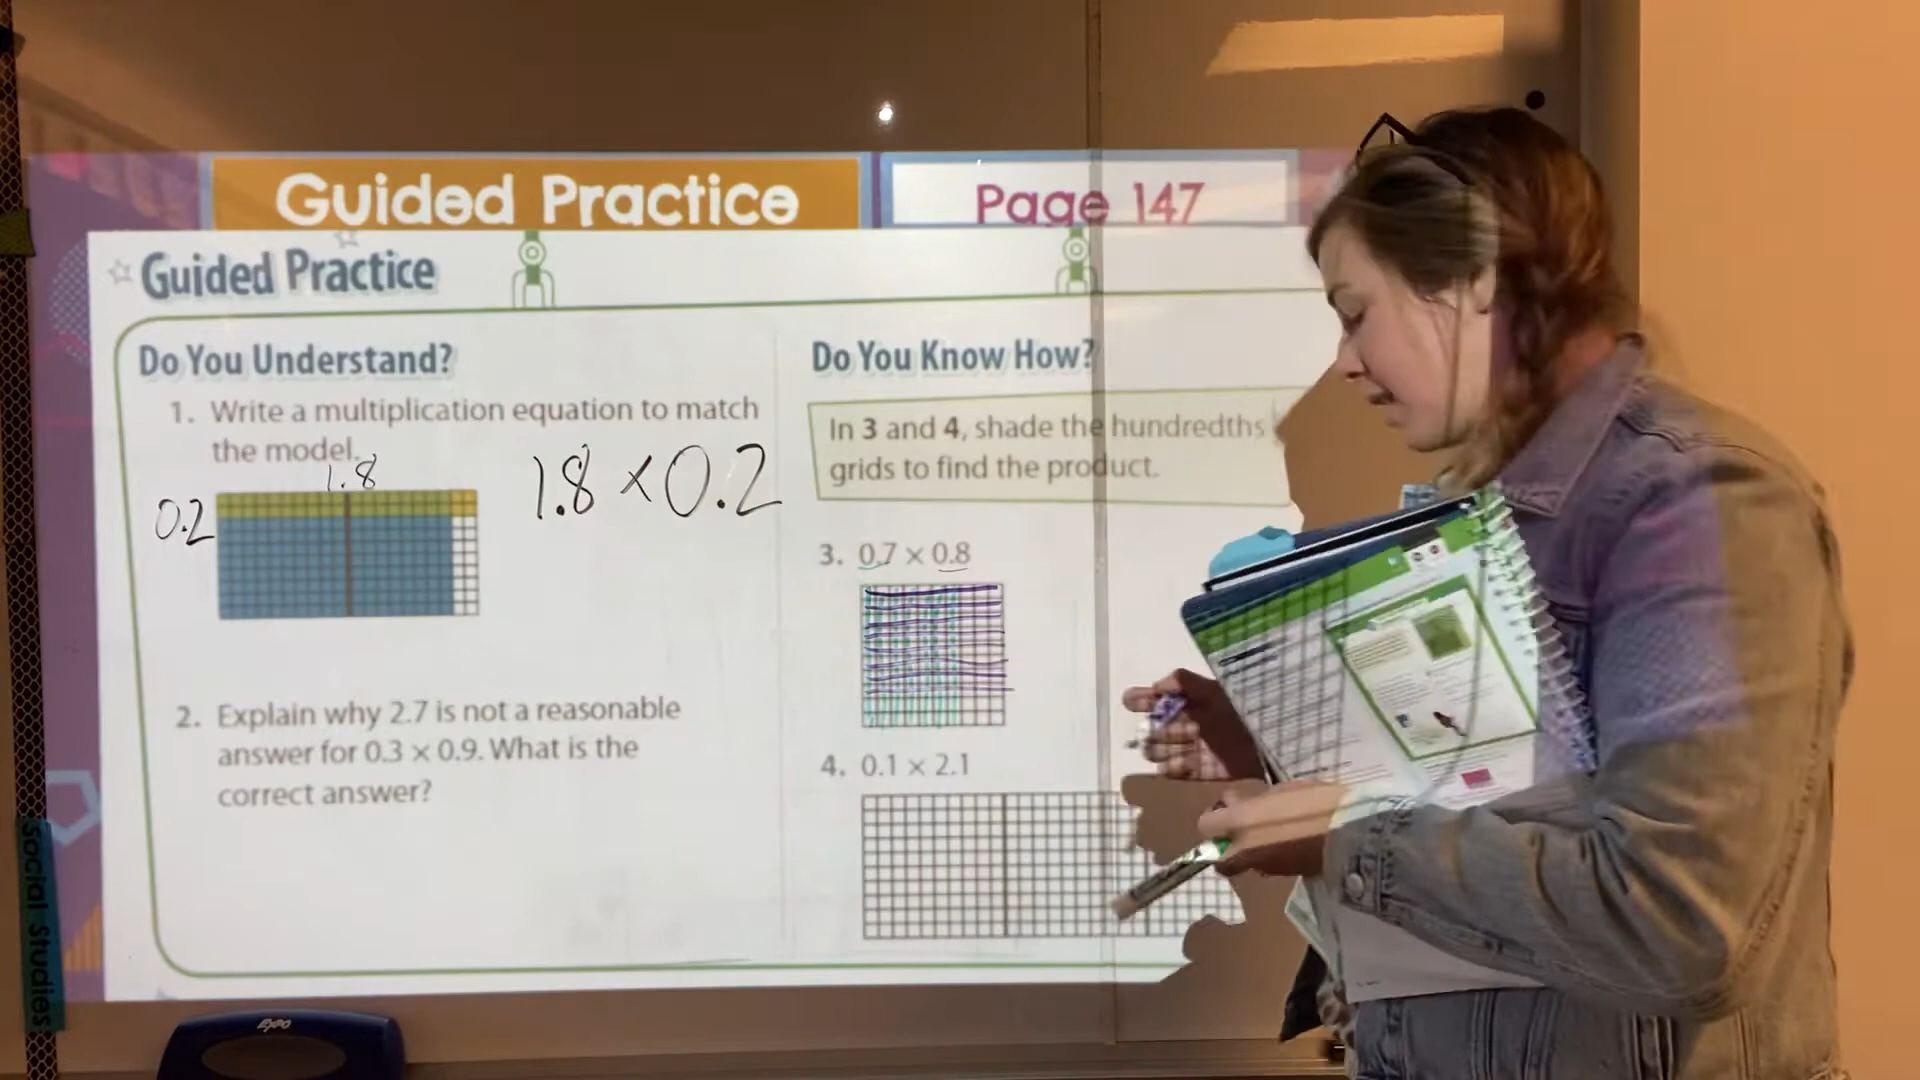 Guided Practice
Page 147
Guided Practice
Do You Understand?
1. Write a multiplication equation to match
the model.
1.8
0.2
1.8 × 0.2
2. Explain why 2.7 is not a reasonable
answer for 0.3 × 0.9. What is the
correct answer?
Do You Know How?
In 3 and 4, shade the hundredths
grids to find the product.
3. 0.7 × 0.8
4. 0.1 × 2.1
Social Studies:
EXPO